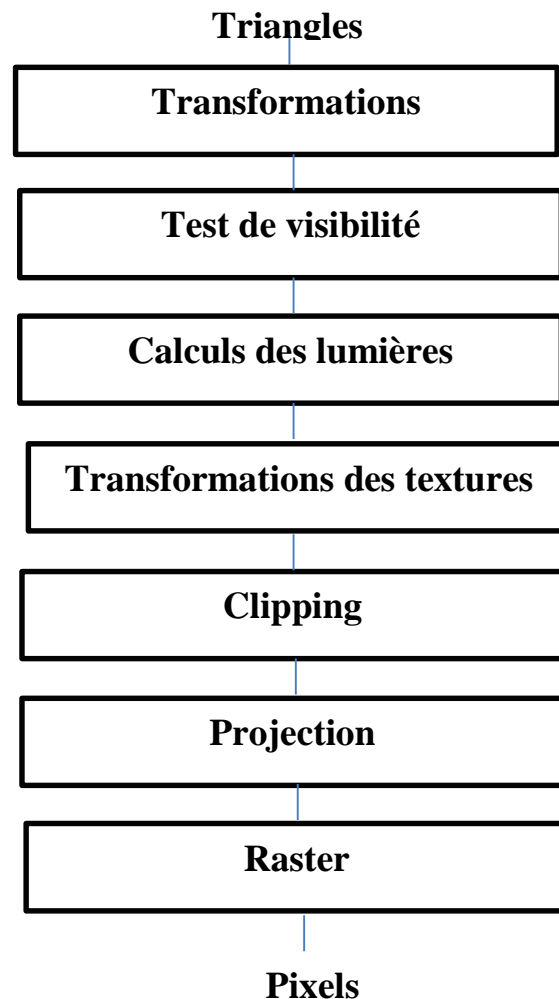 Triangles
Transformations
Test de visibilité
Calculs des lumières
Transformations des textures
Clipping
Projection
Raster
Pixels